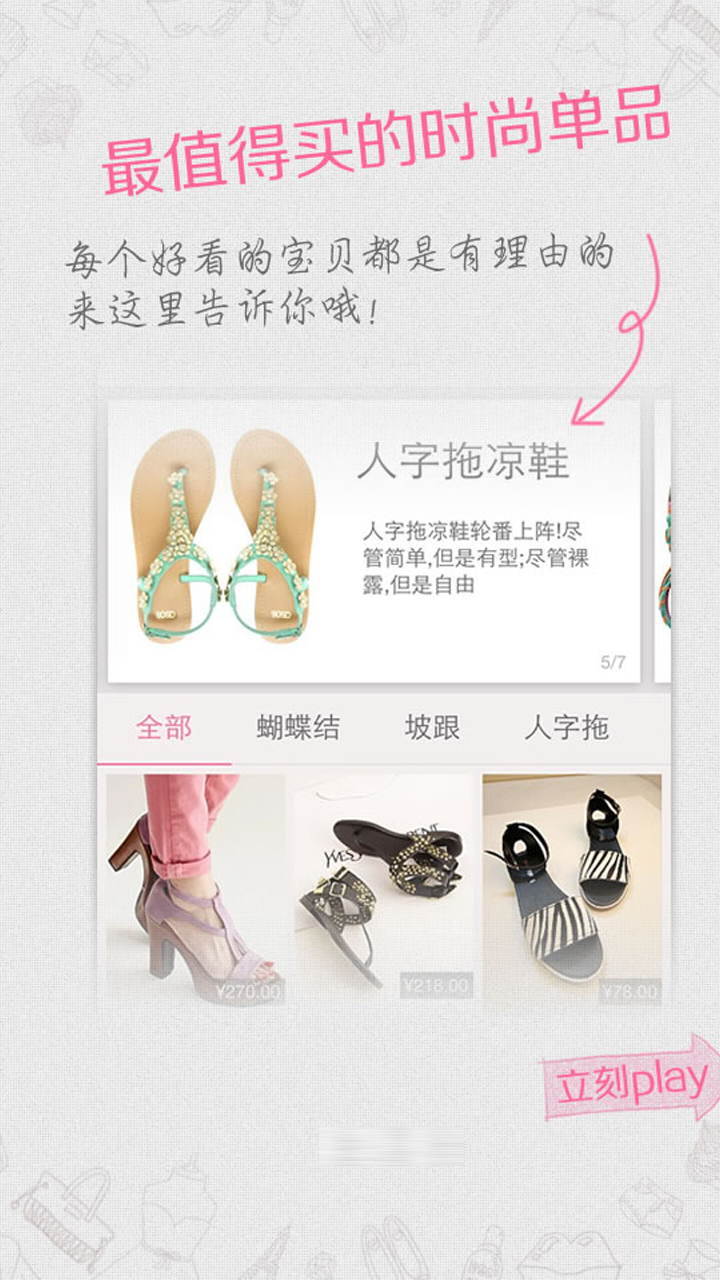 最值得买的时尚单品
每个好看的宝贝都是有理由的
来这里告诉你哦!
人字拖凉鞋
人字拖凉鞋轮番上阵!尽
管简单,但是有型;尽管裸
露,但是自由
5/7
全部 蝴蝶结 坡跟 人字拖
¥270.00 ¥218.00 ¥78.00
立刻play